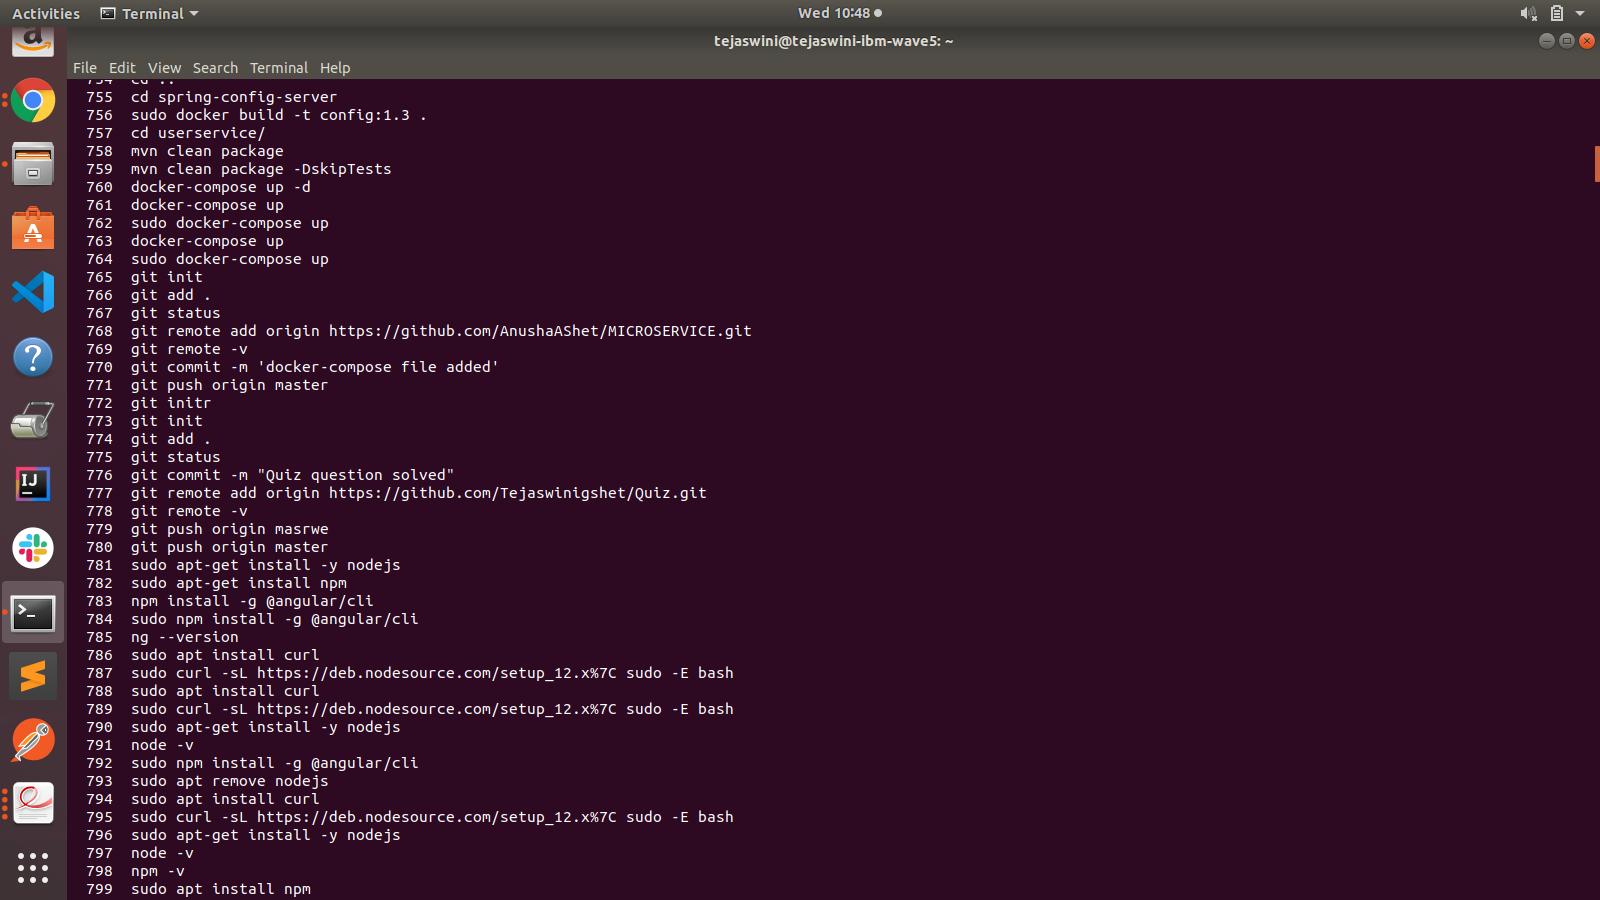 Activities Terminal Wed 10:48
tejaswini@tejaswini-ibm-wave5: ~
File Edit View Search Terminal Help
754 cd ..
755 cd spring-config-server
756 sudo docker build -t config:1.3 .
757 cd userservice/
758 mvn clean package
759 mvn clean package -DskipTests
760 docker-compose up -d
761 docker-compose up
762 sudo docker-compose up
763 docker-compose up
764 sudo docker-compose up
765 git init
766 git add .
767 git status
768 git remote add origin https://github.com/AnushaAShet/MICROSERVICE.git
769 git remote -v
770 git commit -m 'docker-compose file added'
771 git push origin master
772 git initr
773 git init
774 git add .
775 git status
776 git commit -m "Quiz question solved"
777 git remote add origin https://github.com/Tejaswinigshet/Quiz.git
778 git remote -v
779 git push origin masrwe
780 git push origin master
781 sudo apt-get install -y nodejs
782 sudo apt-get install npm
783 npm install -g @angular/cli
784 sudo npm install -g @angular/cli
785 ng --version
786 sudo apt install curl
787 sudo curl -sL https://deb.nodesource.com/setup_12.x%7C sudo -E bash
788 sudo apt install curl
789 sudo curl -sL https://deb.nodesource.com/setup_12.x%7C sudo -E bash
790 sudo apt-get install -y nodejs
791 node -v
792 sudo npm install -g @angular/cli
793 sudo apt remove nodejs
794 sudo apt install curl
795 sudo curl -sL https://deb.nodesource.com/setup_12.x%7C sudo -E bash
796 sudo apt-get install -y nodejs
797 node -v
798 npm -v
799 sudo apt install npm